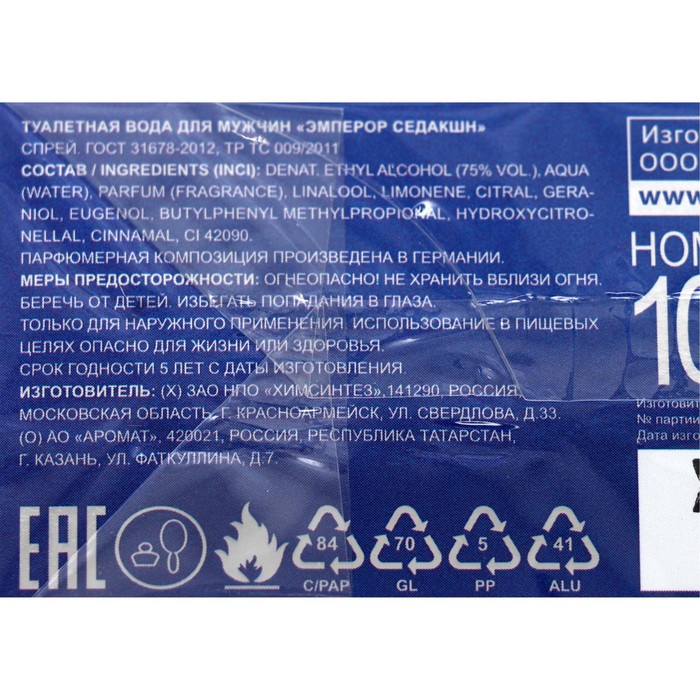 ТУАЛЕТНАЯ ВОДА ДЛЯ МУЖЧИН «ЭМПЕРОР СЕДАКШН»
СПРЕЙ. ГОСТ 31678-2012, ТР ТС 009/2011
СОСТАВ / INGREDIENTS (INCI): DENAT. ETHYL ALCOHOL (75% VOL.), AQUA
(WATER), PARFUM (FRAGRANCE), LINALOOL, LIMONENE, CITRAL, GERA-
NIOL, EUGENOL, BUTYLPHENYL METHYLPROPIONAL, HYDROXYCITRO-
NELLAL, CINNAMAL, CI 42090.
ПАРФЮМЕРНАЯ КОМПОЗИЦИЯ ПРОИЗВЕДЕНА В ГЕРМАНИИ.
МЕРЫ ПРЕДОСТОРОЖНОСТИ: ОГНЕОПАСНО! НЕ ХРАНИТЬ ВБЛИЗИ ОГНЯ.
БЕРЕЧЬ ОТ ДЕТЕЙ. ИЗБЕГАТЬ ПОПАДАНИЯ В ГЛАЗА.
ТОЛЬКО ДЛЯ НАРУЖНОГО ПРИМЕНЕНИЯ. ИСПОЛЬЗОВАНИЕ В ПИЩЕВЫХ
ЦЕЛЯХ ОПАСНО ДЛЯ ЖИЗНИ ИЛИ ЗДОРОВЬЯ.
СРОК ГОДНОСТИ 5 ЛЕТ С ДАТЫ ИЗГОТОВЛЕНИЯ.
ИЗГОТОВИТЕЛЬ: (Х) ЗАО НПО «ХИМСИНТЕЗ», 141290, РОССИЯ,
МОСКОВСКАЯ ОБЛАСТЬ, Г. КРАСНОАРМЕЙСК, УЛ. СВЕРДЛОВА, Д.33.
(О) АО «АРОМАТ», 420021, РОССИЯ, РЕСПУБЛИКА ТАТАРСТАН,
Г. КАЗАНЬ, УЛ. ФАТКУЛЛИНА, Д.7.
EAC
84 70 5 41
C/PAP GL PP ALU
Изго
ООО
www.
НОМ
10
Изготовите
№ партии
Дата изго